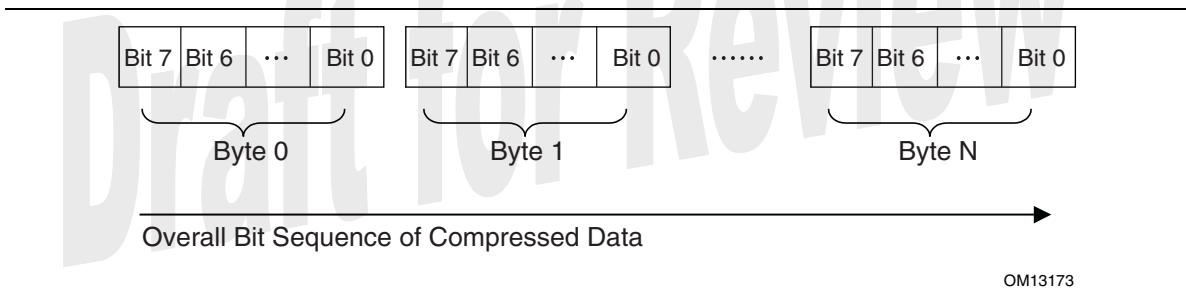 Draft for Review
Bit 7 Bit 6 ··· Bit 0 Bit 7 Bit 6 ··· Bit 0 ······ Bit 7 Bit 6 ··· Bit 0
Byte 0 Byte 1 Byte N
Overall Bit Sequence of Compressed Data
OM13173